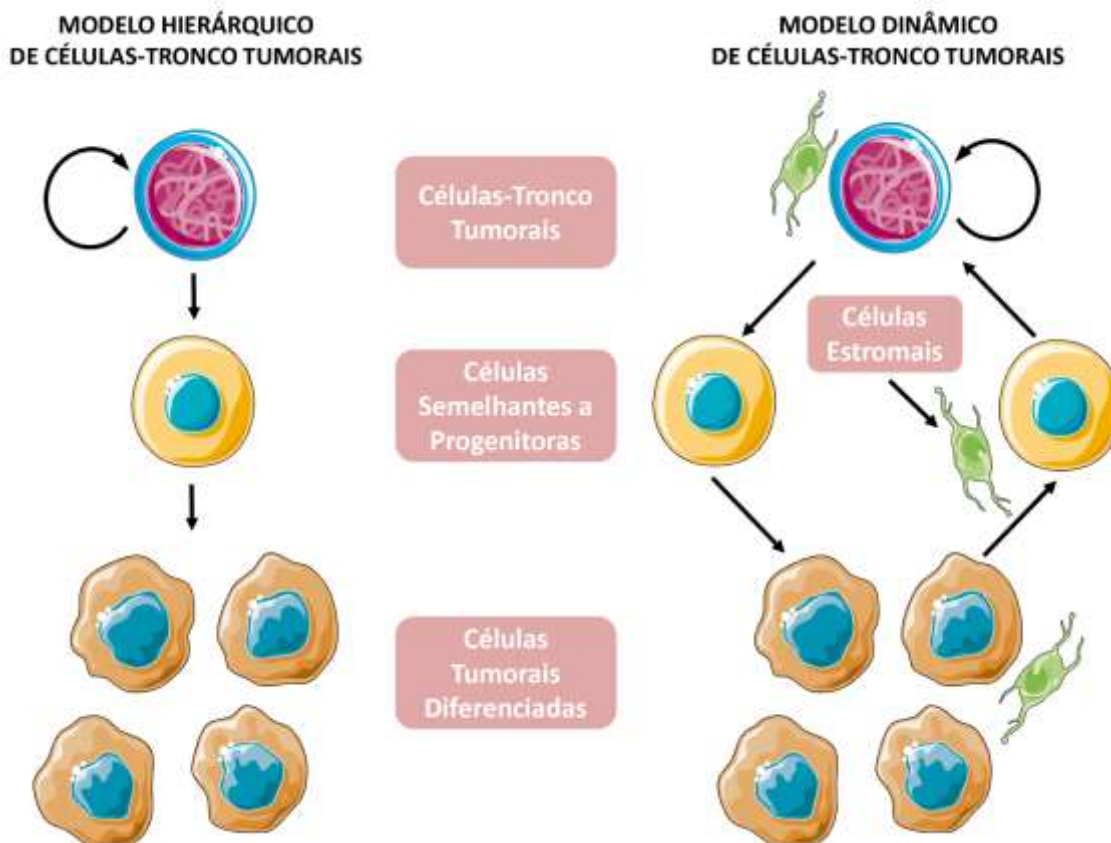 MODELO HIERÁRQUICO
DE CÉLULAS-TRONCO TUMORAIS
MODELO DINÂMICO
DE CÉLULAS-TRONCO TUMORAIS
Células-Tronco
Tumorais
Células
Estromais
Células
Semelhantes a
Progenitoras
Células
Tumorais
Diferenciadas